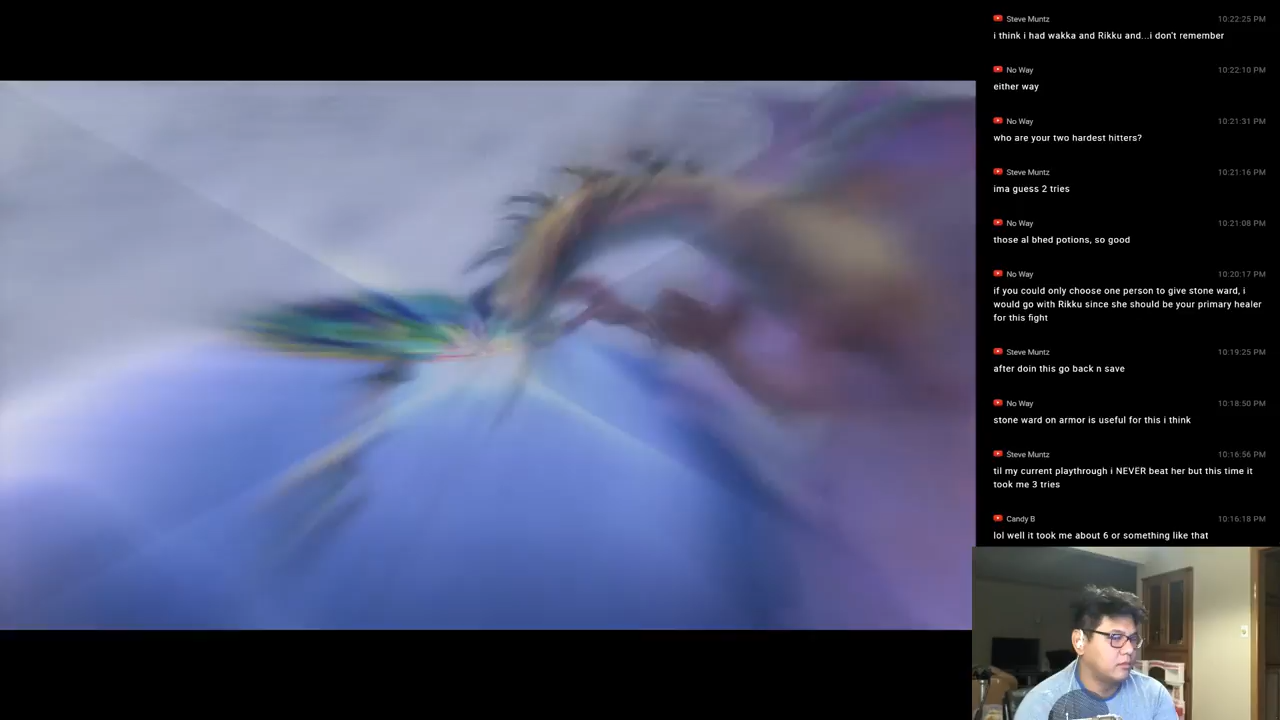 Steve Muntz 10:22:25 PM
i think i had wakka and Rikku and...i don't remember
No Way 10:22:10 PM
either way
No Way 10:21:31 PM
who are your two hardest hitters?
Steve Muntz 10:21:16 PM
ima guess 2 tries
No Way 10:21:08 PM
those al bhed potions, so good
No Way 10:20:17 PM
if you could only choose one person to give stone ward, i
would go with Rikku since she should be your primary healer
for this fight
Steve Muntz 10:19:25 PM
after doin this go back n save
No Way 10:18:50 PM
stone ward on armor is useful for this i think
Steve Muntz 10:16:56 PM
til my current playthrough i NEVER beat her but this time it
took me 3 tries
Candy B 10:16:18 PM
lol well it took me about 6 or something like that